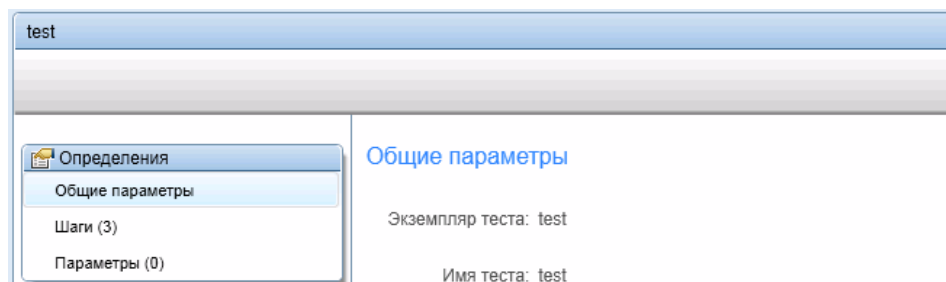 test
Определения
Общие параметры
Шаги (3)
Параметры (0)
Общие параметры
Экземпляр теста: test
Имя теста: test